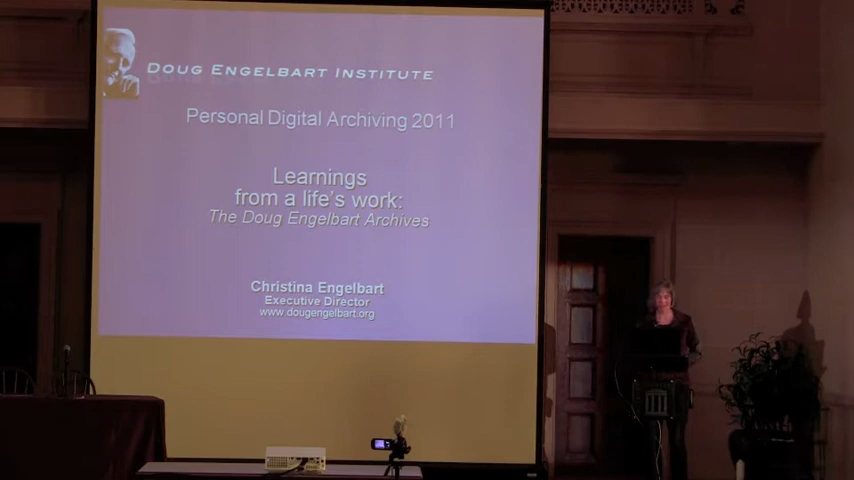 Doug Engelbart Institute
Personal Digital Archiving 2011
Learnings
from a life's work:
The Doug Engelbart Archives
Christina Engelbart
Executive Director
www.dougengelbart.org